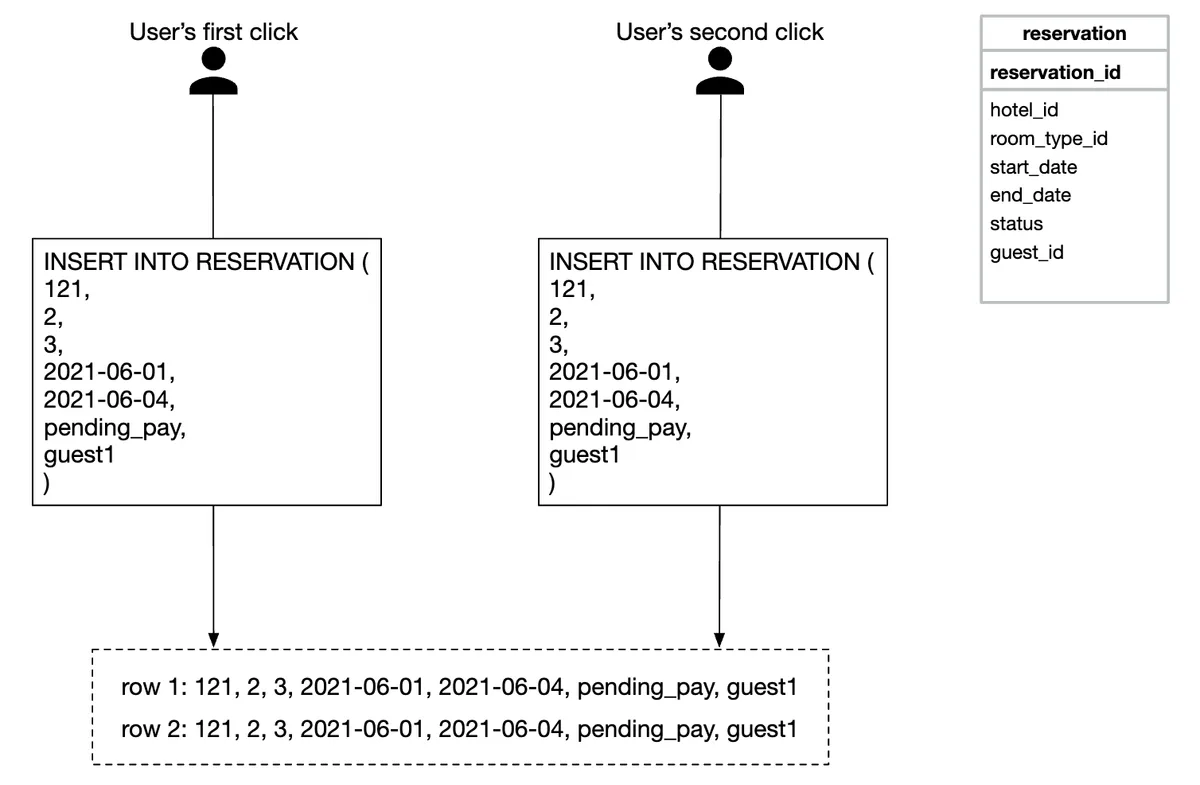 User’s first click
User’s second click
reservation
reservation_id
hotel_id
room_type_id
start_date
end_date
status
guest_id
INSERT INTO RESERVATION (
121,
2,
3,
2021-06-01,
2021-06-04,
pending_pay,
guest1
)
INSERT INTO RESERVATION (
121,
2,
3,
2021-06-01,
2021-06-04,
pending_pay,
guest1
)
row 1: 121, 2, 3, 2021-06-01, 2021-06-04, pending_pay, guest1
row 2: 121, 2, 3, 2021-06-01, 2021-06-04, pending_pay, guest1